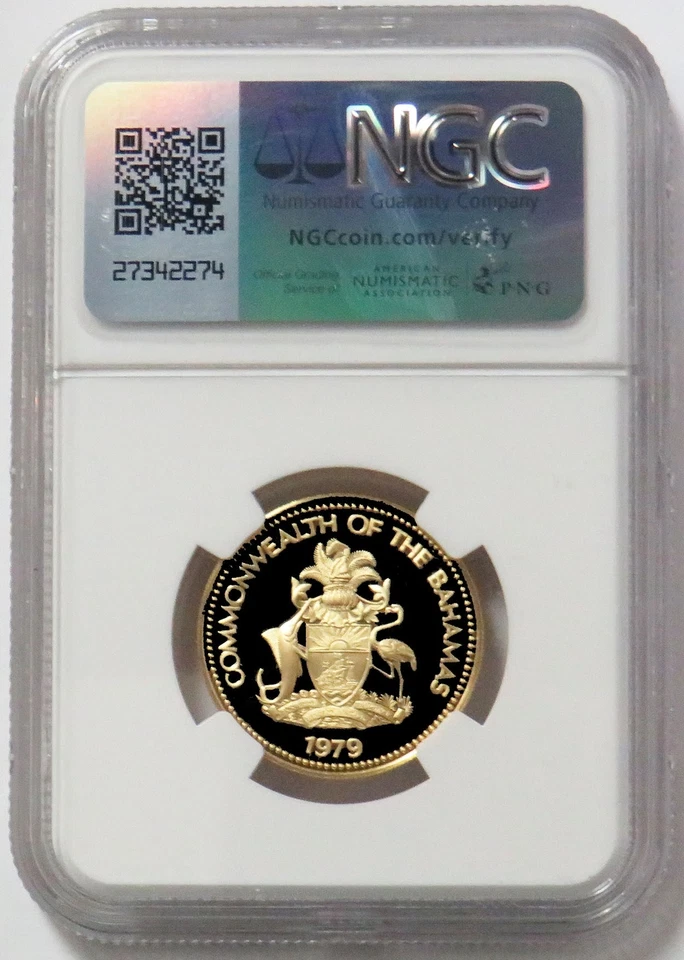 NGC
Numismatic Guaranty Company
NGCcoin.com/verify
27342274
Official Grading
Service of
AMERICAN
NUMISMATIC
ASSOCIATION
PNG
COMMONWEALTH OF THE BAHAMAS
1979